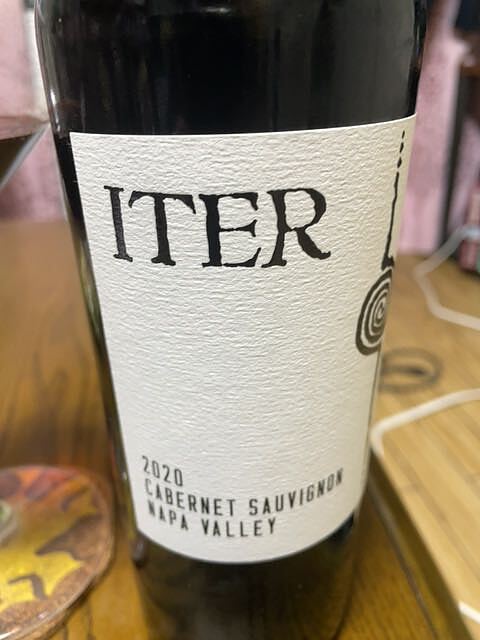 ITER
2020
CABERNET SAUVIGNON
NAPA VALLEY